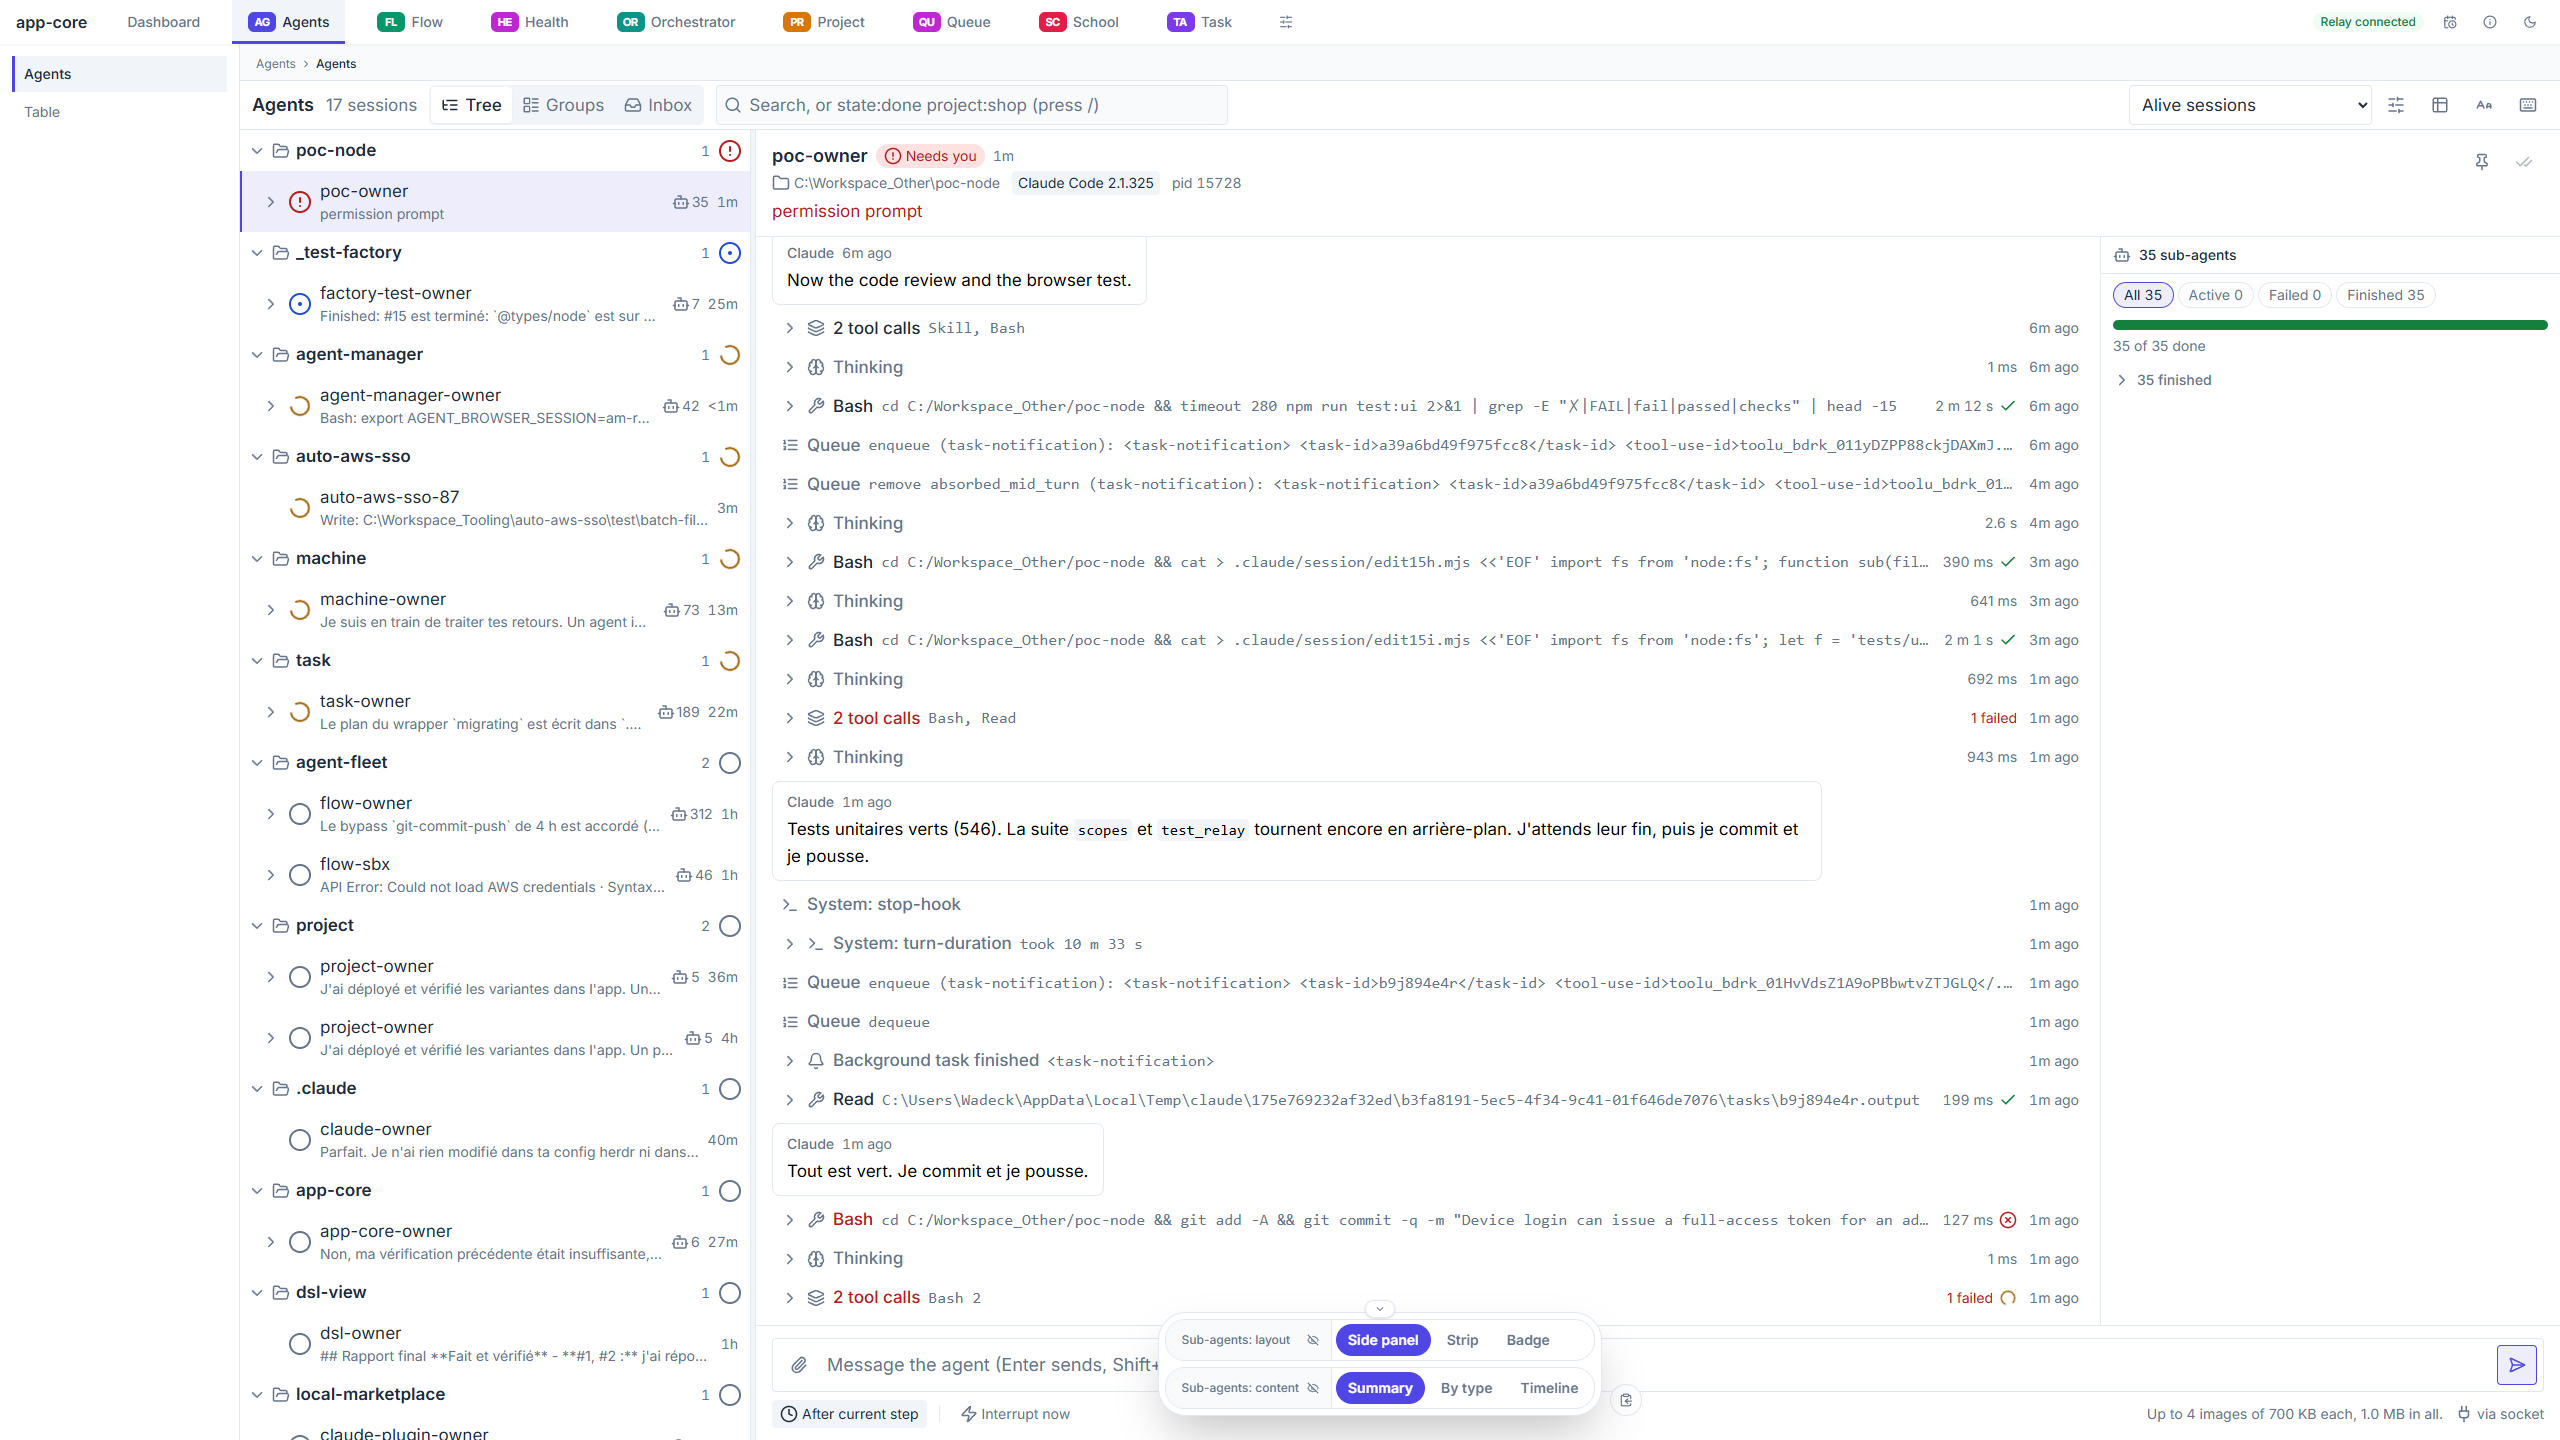 app-core
Dashboard
AG Agents
FL Flow
HE Health
OR Orchestrator
PR Project
QU Queue
SC School
TA Task
Relay connected
Agents
Table
Agents > Agents
Agents 17 sessions
Tree
Groups
Inbox
Search, or state:done project:shop (press /)
Alive sessions
Aa
poc-node 1
poc-owner 35 1m
permission prompt
_test-factory 1
factory-test-owner 7 25m
Finished: #15 est terminé: `@types/node` est sur ...
agent-manager 1
agent-manager-owner 42 <1m
Bash: export AGENT_BROWSER_SESSION=am-r...
auto-aws-sso 1
auto-aws-sso-87 3m
Write: C:\Workspace_Tooling\auto-aws-sso\test\batch-fil...
machine 1
machine-owner 73 13m
Je suis en train de traiter tes retours. Un agent i...
task 1
task-owner 189 22m
Le plan du wrapper `migrating` est écrit dans `....
agent-fleet 2
flow-owner 312 1h
Le bypass `git-commit-push` de 4 h est accordé (...
flow-sbx 46 1h
API Error: Could not load AWS credentials · Syntax...
project 2
project-owner 5 36m
J'ai déployé et vérifié les variantes dans l'app. Un...
project-owner 5 4h
J'ai déployé et vérifié les variantes dans l'app. Un p...
.claude 1
claude-owner 40m
Parfait. Je n'ai rien modifié dans ta config herdr ni dans...
app-core 1
app-core-owner 6 27m
Non, ma vérification précédente était insuffisante,...
dsl-view 1
dsl-owner 1h
## Rapport final **Fait et vérifié** - **#1, #2 :** j'ai répo...
local-marketplace 1
claude-plugin-owner
poc-owner Needs you 1m
C:\Workspace_Other\poc-node Claude Code 2.1.325 pid 15728
permission prompt
Claude 6m ago
Now the code review and the browser test.
2 tool calls Skill, Bash 6m ago
Thinking 1 ms 6m ago
Bash cd C:/Workspace_Other/poc-node && timeout 280 npm run test:ui 2>&1 | grep -E "✗|FAIL|fail|passed|checks" | head -15 2 m 12 s 6m ago
Queue enqueue (task-notification): <task-notification> <task-id>a39a6bd49f975fcc8</task-id> <tool-use-id>toolu_bdrk_011yDZPP88ckjDAXmJ... 6m ago
Queue remove absorbed_mid_turn (task-notification): <task-notification> <task-id>a39a6bd49f975fcc8</task-id> <tool-use-id>toolu_bdrk_01... 4m ago
Thinking 2.6 s 4m ago
Bash cd C:/Workspace_Other/poc-node && cat > .claude/session/edit15h.mjs <<'EOF' import fs from 'node:fs'; function sub(fil... 390 ms 3m ago
Thinking 641 ms 3m ago
Bash cd C:/Workspace_Other/poc-node && cat > .claude/session/edit15i.mjs <<'EOF' import fs from 'node:fs'; let f = 'tests/u... 2 m 1 s 3m ago
Thinking 692 ms 1m ago
2 tool calls Bash, Read 1 failed 1m ago
Thinking 943 ms 1m ago
Claude 1m ago
Tests unitaires verts (546). La suite scopes et test_relay tournent encore en arrière-plan. J'attends leur fin, puis je commit et
je pousse.
System: stop-hook 1m ago
System: turn-duration took 10 m 33 s 1m ago
Queue enqueue (task-notification): <task-notification> <task-id>b9j894e4r</task-id> <tool-use-id>toolu_bdrk_01HvVdsZ1A9oPBbwtvZTJGLQ</... 1m ago
Queue dequeue 1m ago
Background task finished <task-notification> 1m ago
Read C:\Users\Wadeck\AppData\Local\Temp\claude\175e769232af32ed\b3fa8191-5ec5-4f34-9c41-01f646de7076\tasks\b9j894e4r.output 199 ms 1m ago
Claude 1m ago
Tout est vert. Je commit et je pousse.
Bash cd C:/Workspace_Other/poc-node && git add -A && git commit -q -m "Device login can issue a full-access token for an ad... 127 ms 1m ago
Thinking 1 ms 1m ago
2 tool calls Bash 2 1 failed 1m ago
35 sub-agents
All 35
Active 0
Failed 0
Finished 35
35 of 35 done
35 finished
Message the agent (Enter sends, Shift+
Sub-agents: layout Side panel Strip Badge
Sub-agents: content Summary By type Timeline
After current step
Interrupt now
Up to 4 images of 700 KB each, 1.0 MB in all. via socket